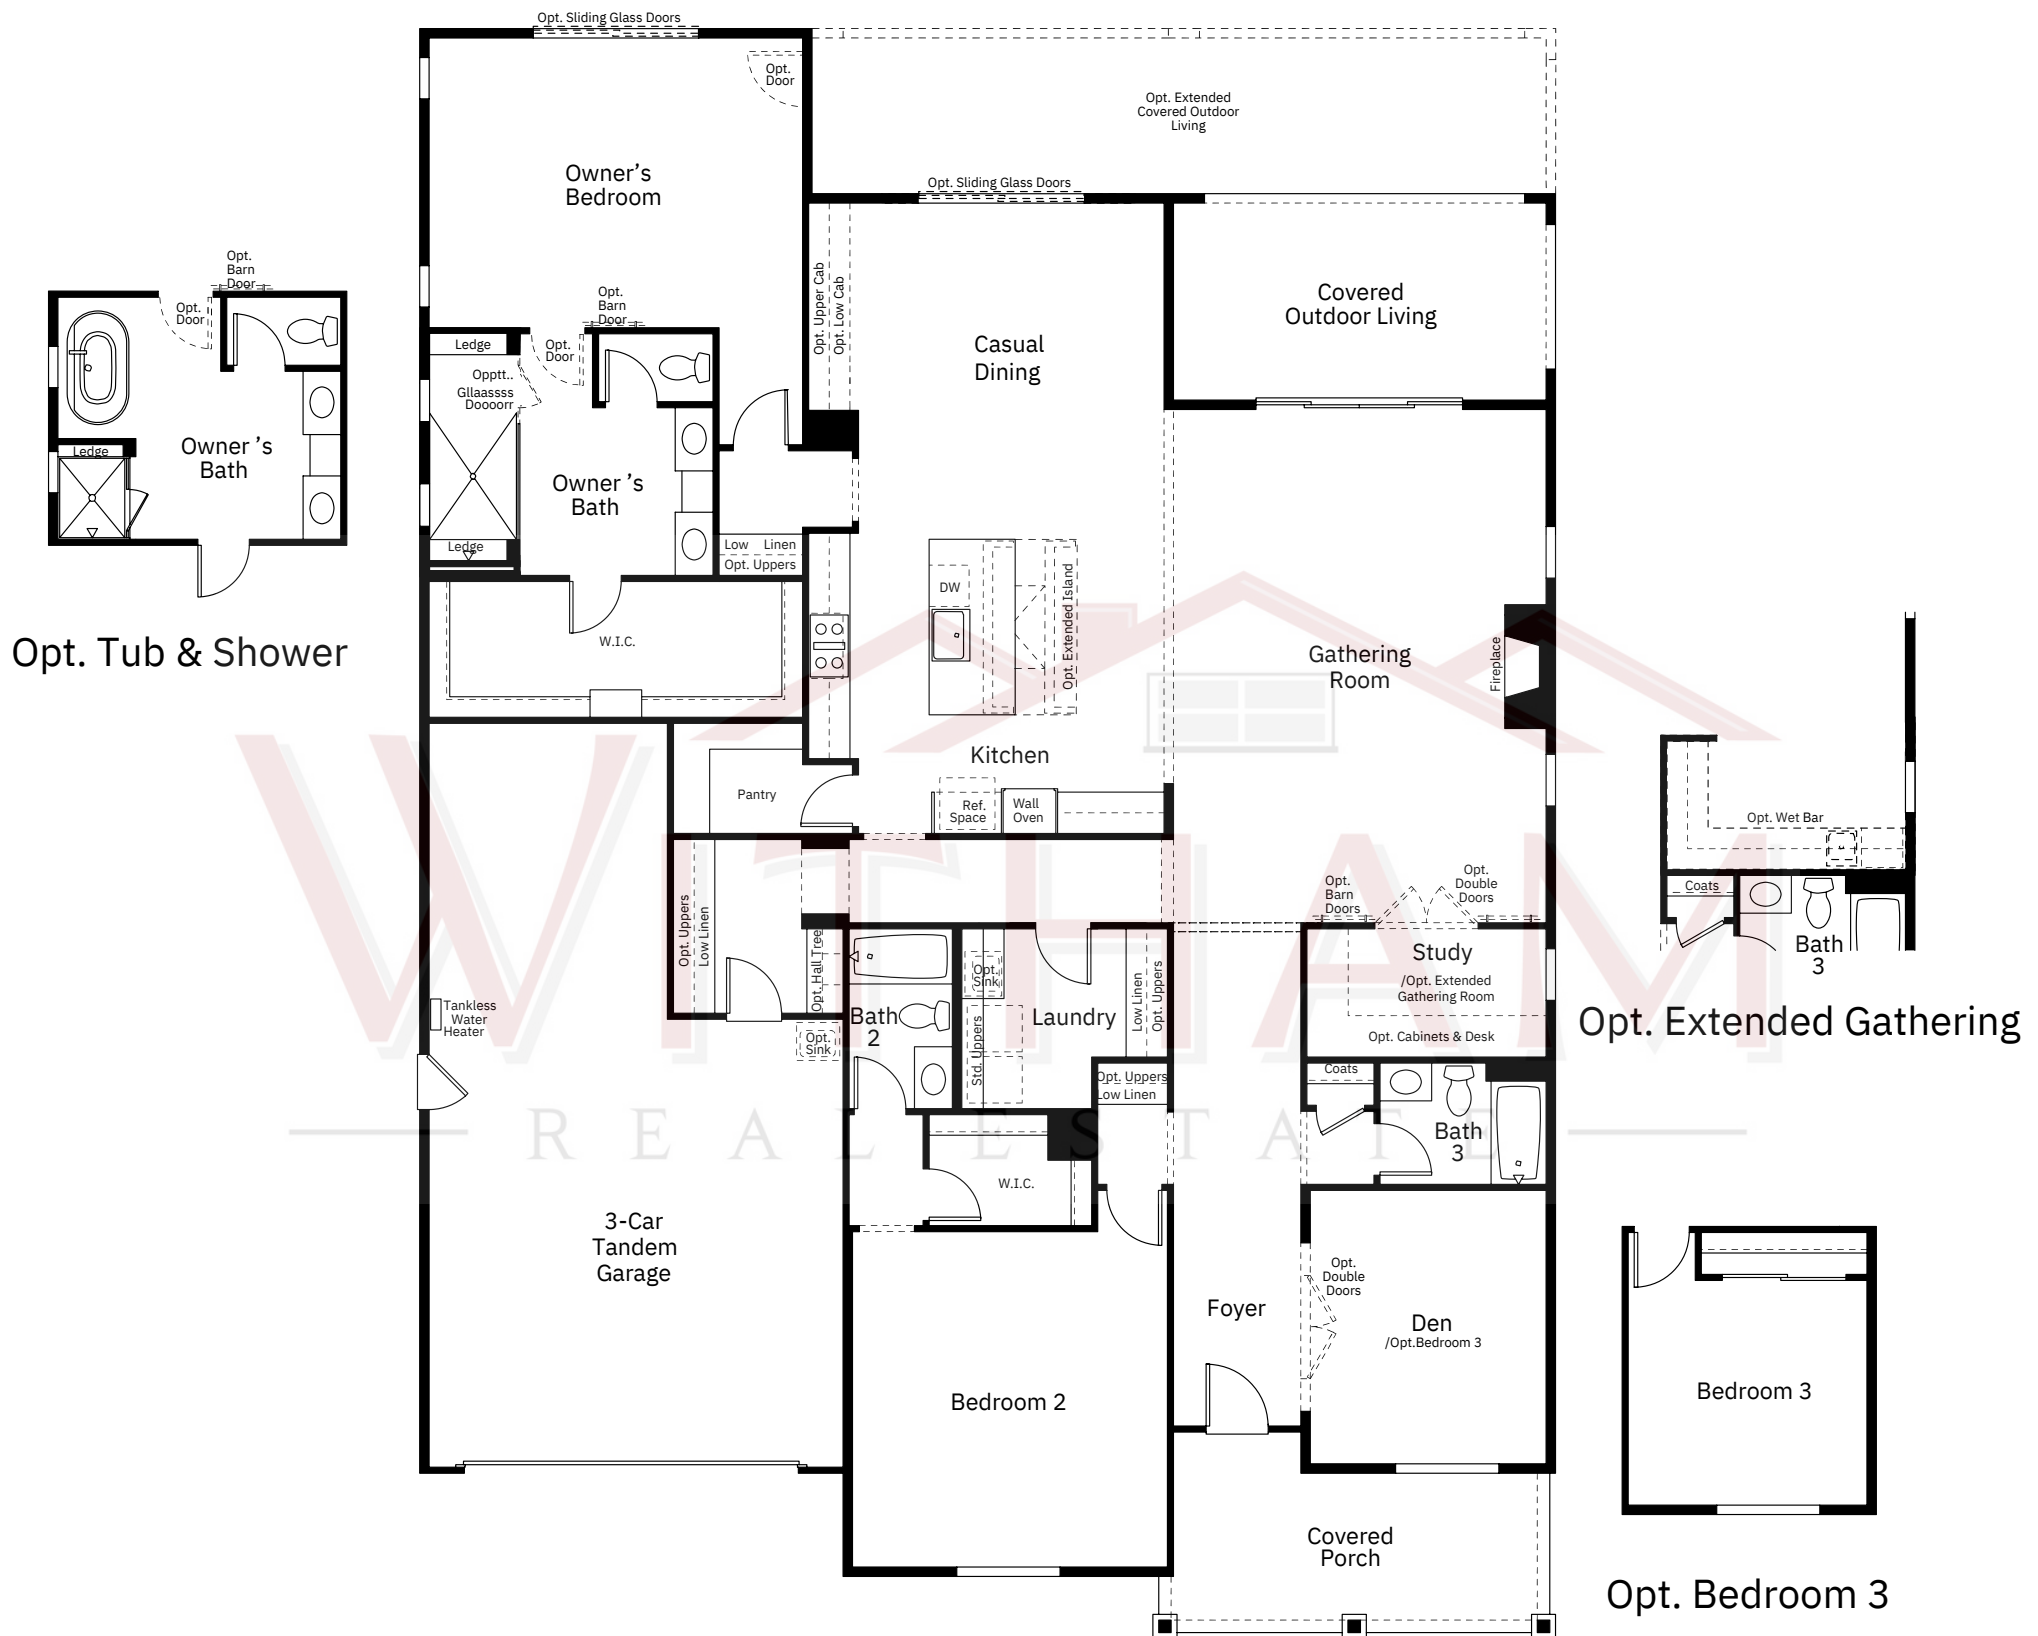 Opt. Sliding Glass Doors
Opt.
Door
Opt. Extended
Covered Outdoor
Living
Owner’s
Bedroom
Opt. Sliding Glass Doors
Opt.
Barn
Door
Opt.
Door
Owner ’s
Bath
Ledge
Opt. Tub & Shower
Opt.
Barn
Door
Ledge
Opt.
Door
Opptt..
Gllaassss
Doooorr
Owner ’s
Bath
Ledge
Low Linen
Opt. Uppers
Opt. Upper Cab
Opt. Low Cab
Casual
Dining
Covered
Outdoor Living
W.I.C.
DW
Opt. Extended Island
Gathering
Room
Fireplace
Kitchen
Pantry
Ref.
Space
Wall
Oven
Opt. Uppers
Low Linen
Opt. Hall Tree
Opt.
Barn
Doors
Opt.
Double
Doors
Study
/Opt. Extended
Gathering Room
Opt. Cabinets & Desk
Opt. Wet Bar
Coats
Bath
3
Opt. Extended Gathering
Tankless
Water
Heater
Opt.
Sink
Bath
2
Opt.
Sink
Std. Uppers
Laundry
Low Linen
Opt. Uppers
Opt. Uppers
Low Linen
Coats
Bath
3
W.I.C.
3-Car
Tandem
Garage
Foyer
Opt.
Double
Doors
Den
/Opt.Bedroom 3
Bedroom 2
Bedroom 3
Covered
Porch
Opt. Bedroom 3
WITHAM
REAL ESTATE